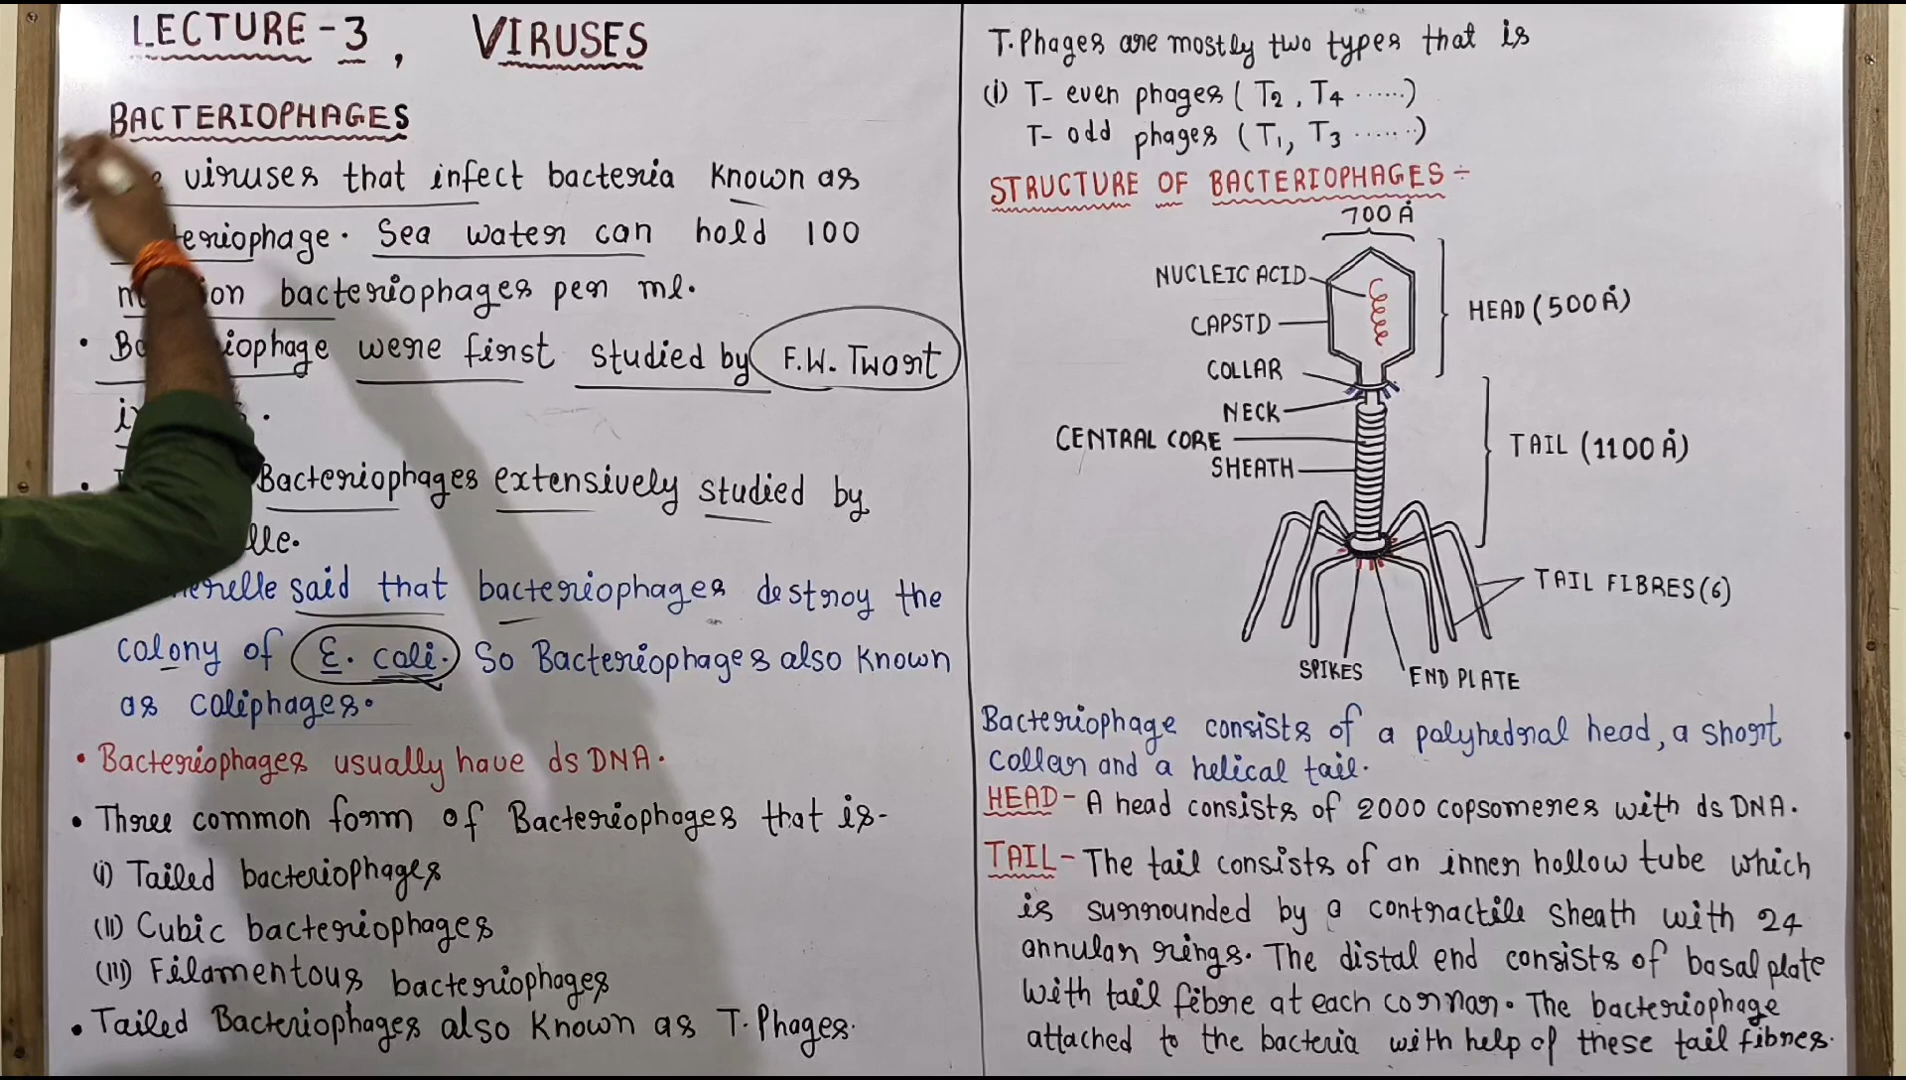 LECTURE-3, VIRUSES
BACTERIOPHAGES
viruses that infect bacteria known as
teriophage. Sea water can hold 100
on bacteriophages per ml.
• Ba iophage were first studied by F.W. Twort
i .
• Bacteriophages extensively studied by
lle.
erelle said that bacteriophages destroy the
colony of E. coli. So Bacteriophages also known
as coliphages.
• Bacteriophages usually have ds DNA.
• Three common form of Bacteriophages that is-
(i) Tailed bacteriophages
(II) Cubic bacteriophages
(III) Filamentous bacteriophages
• Tailed Bacteriophages also known as T. Phages.
T. Phages are mostly two types that is
(i) T- even phages (T2, T4 ......)
T- odd phages (T1, T3 .......)
STRUCTURE OF BACTERIOPHAGES ÷
700 Å
NUCLEIC ACID
HEAD (500 Å)
CAPSTD
COLLAR
NECK
CENTRAL CORE
TAIL (1100 Å)
SHEATH
TAIL FIBRES (6)
SPIKES
END PLATE
Bacteriophage consists of a polyhedral head, a short
collar and a helical tail.
HEAD - A head consists of 2000 copsomeres with ds DNA.
TAIL - The tail consists of an inner hollow tube which
is surrounded by a contractile sheath with 24
annular rings. The distal end consists of basal plate
with tail fibre at each cornar. The bacteriophage
attached to the bacteria with help of these tail fibres.